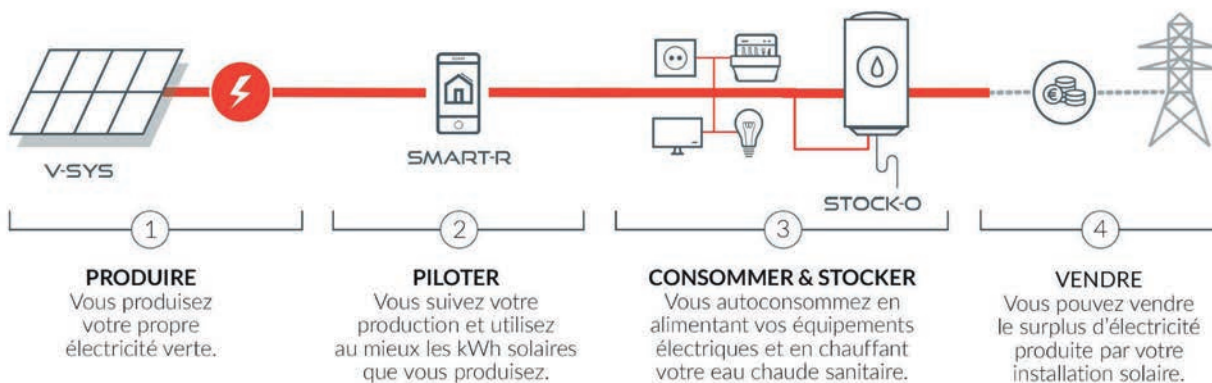 V-SYS
SMART-R
STOCK-O
1
2
3
4
PRODUIRE
Vous produisez
votre propre
électricité verte.
PILOTER
Vous suivez votre
production et utilisez
au mieux les kWh solaires
que vous produisez.
CONSOMMER & STOCKER
Vous autoconsommez en
alimentant vos équipements
électriques et en chauffant
votre eau chaude sanitaire.
VENDRE
Vous pouvez vendre
le surplus d'électricité
produite par votre
installation solaire.